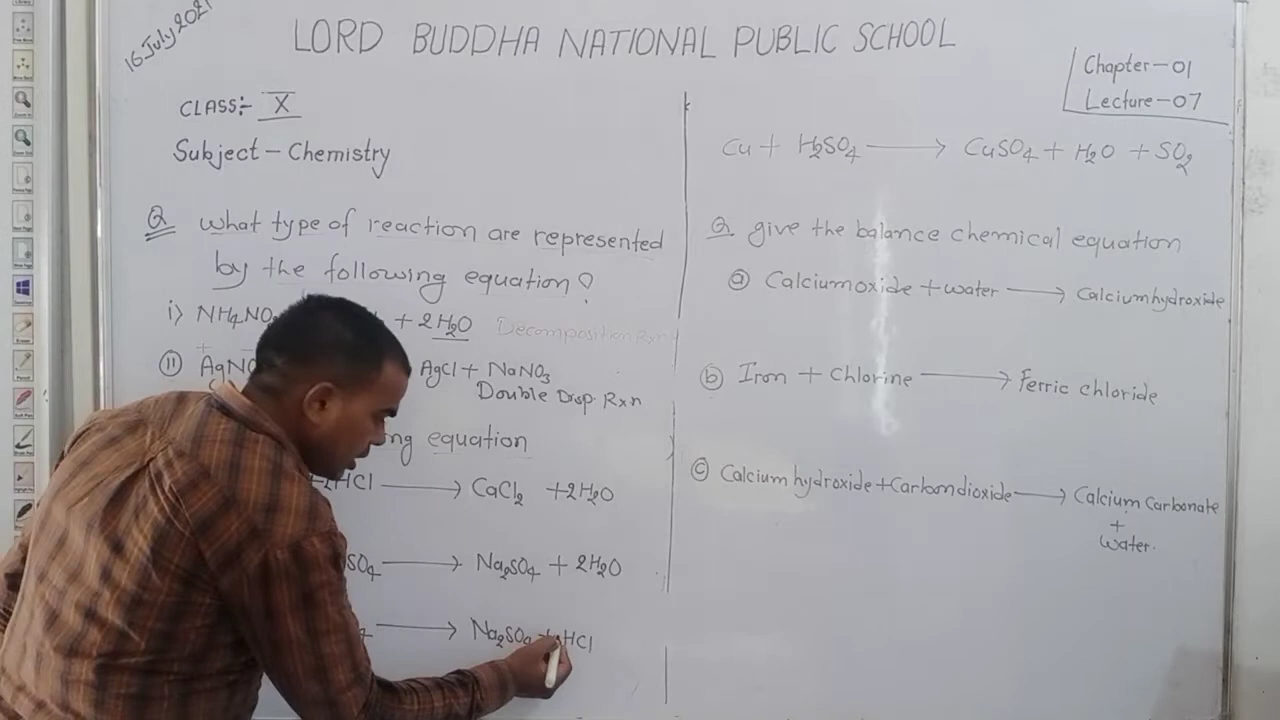 16 July 2021
LORD BUDDHA NATIONAL PUBLIC SCHOOL
Chapter-01
Lecture-07
CLASS:- X
Subject - Chemistry
Q what type of reaction are represented
by the following equation?
i) NH4NO + 2H2O Decomposition Rxn
(II) AgNO AgCl + NaNO3
Double Disp. Rxn
ng equation
+2HCl ⟶ CaCl2 +2H2O
SO4 ⟶ Na2SO4 + 2H2O
⟶ Na2SO4 + HCl
Cu + H2SO4 ⟶ CuSO4 + H2O + SO2
Q. give the balance chemical equation
(a) Calciumoxide + water ⟶ Calciumhydroxide
(b) Iron + Chlorine ⟶ Ferric chloride
(c) Calcium hydroxide + Carbondioxide ⟶ Calcium Carbonate
+
Water.